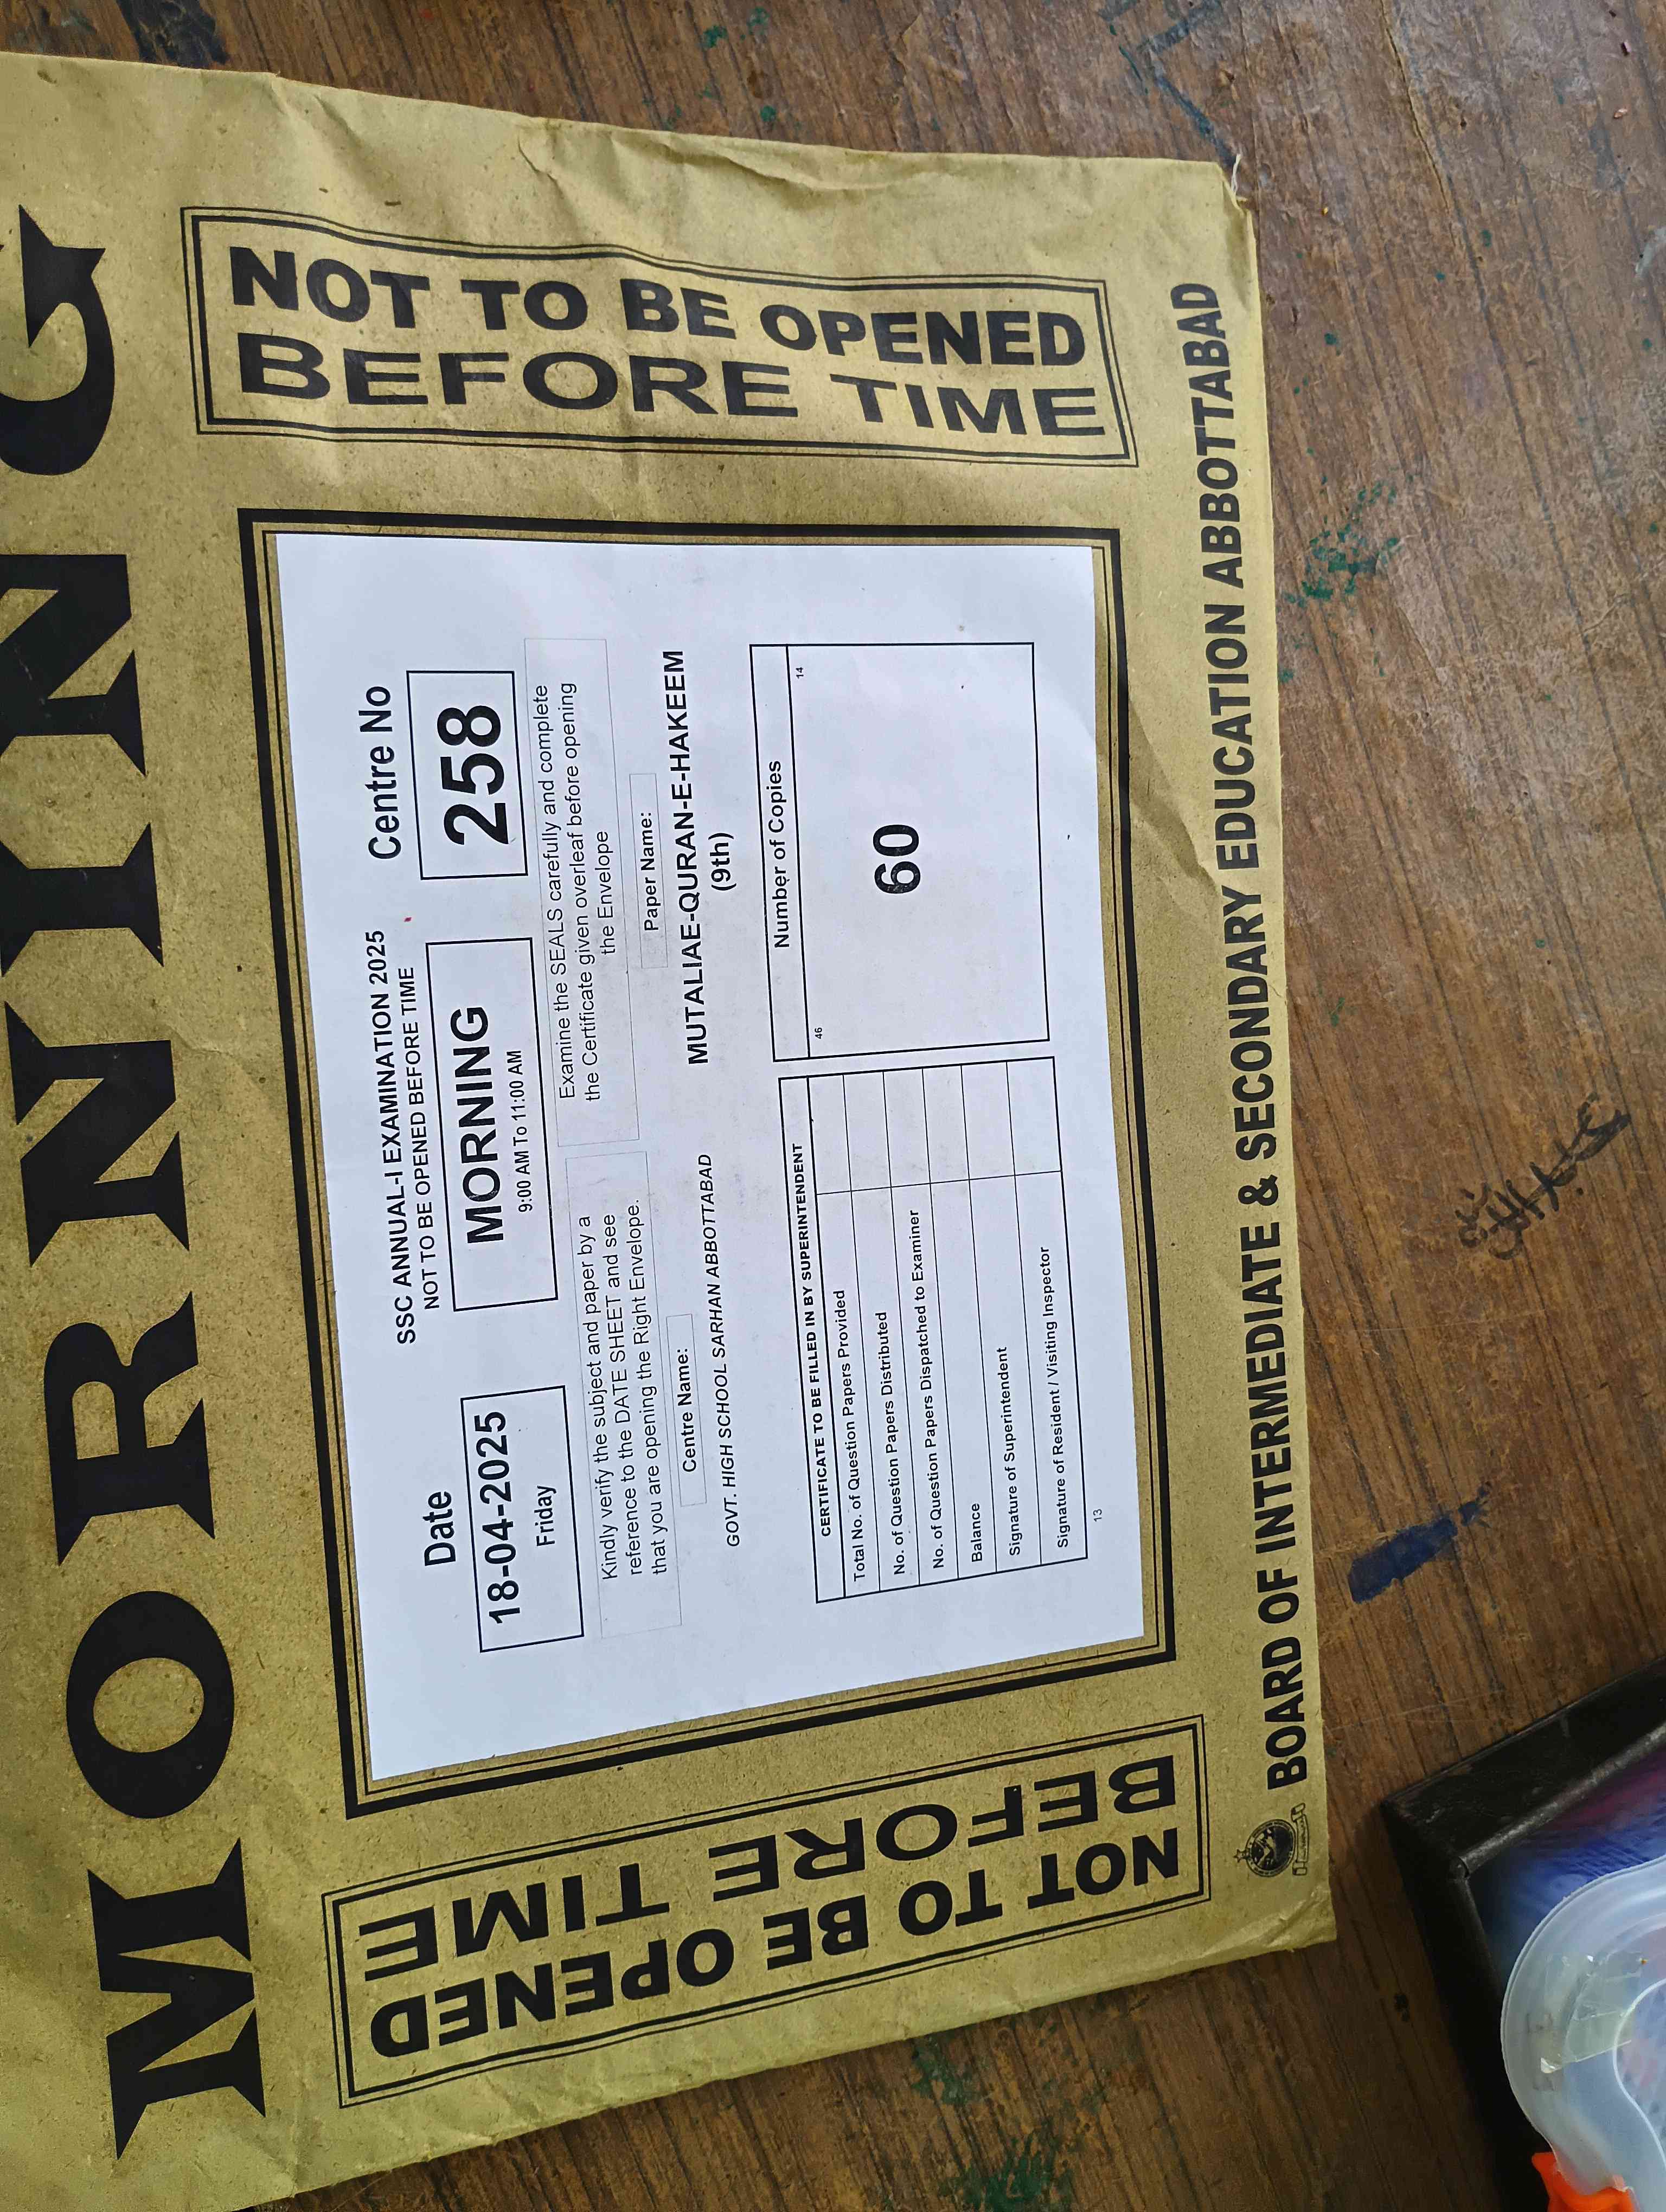 MORNING
NOT TO BE OPENED
BEFORE TIME
NOT TO BE OPENED
BEFORE TIME
SSC ANNUAL-I EXAMINATION 2025
NOT TO BE OPENED BEFORE TIME
Date
18-04-2025
Friday
MORNING
9:00 AM To 11:00 AM
Centre No
258
Kindly verify the subject and paper by a
reference to the DATE SHEET and see
that you are opening the Right Envelope.
Examine the SEALS carefully and complete
the Certificate given overleaf before opening
the Envelope
Centre Name:
GOVT. HIGH SCHOOL SARHAN ABBOTTABAD
Paper Name:
MUTALIAE-QURAN-E-HAKEEM
(9th)
CERTIFICATE TO BE FILLED IN BY SUPERINTENDENT
Total No. of Question Papers Provided
No. of Question Papers Distributed
No. of Question Papers Dispatched to Examiner
Balance
Signature of Superintendent
Signature of Resident / Visiting Inspector
13
Number of Copies
46 14
60
BOARD OF INTERMEDIATE & SECONDARY EDUCATION ABBOTTABAD